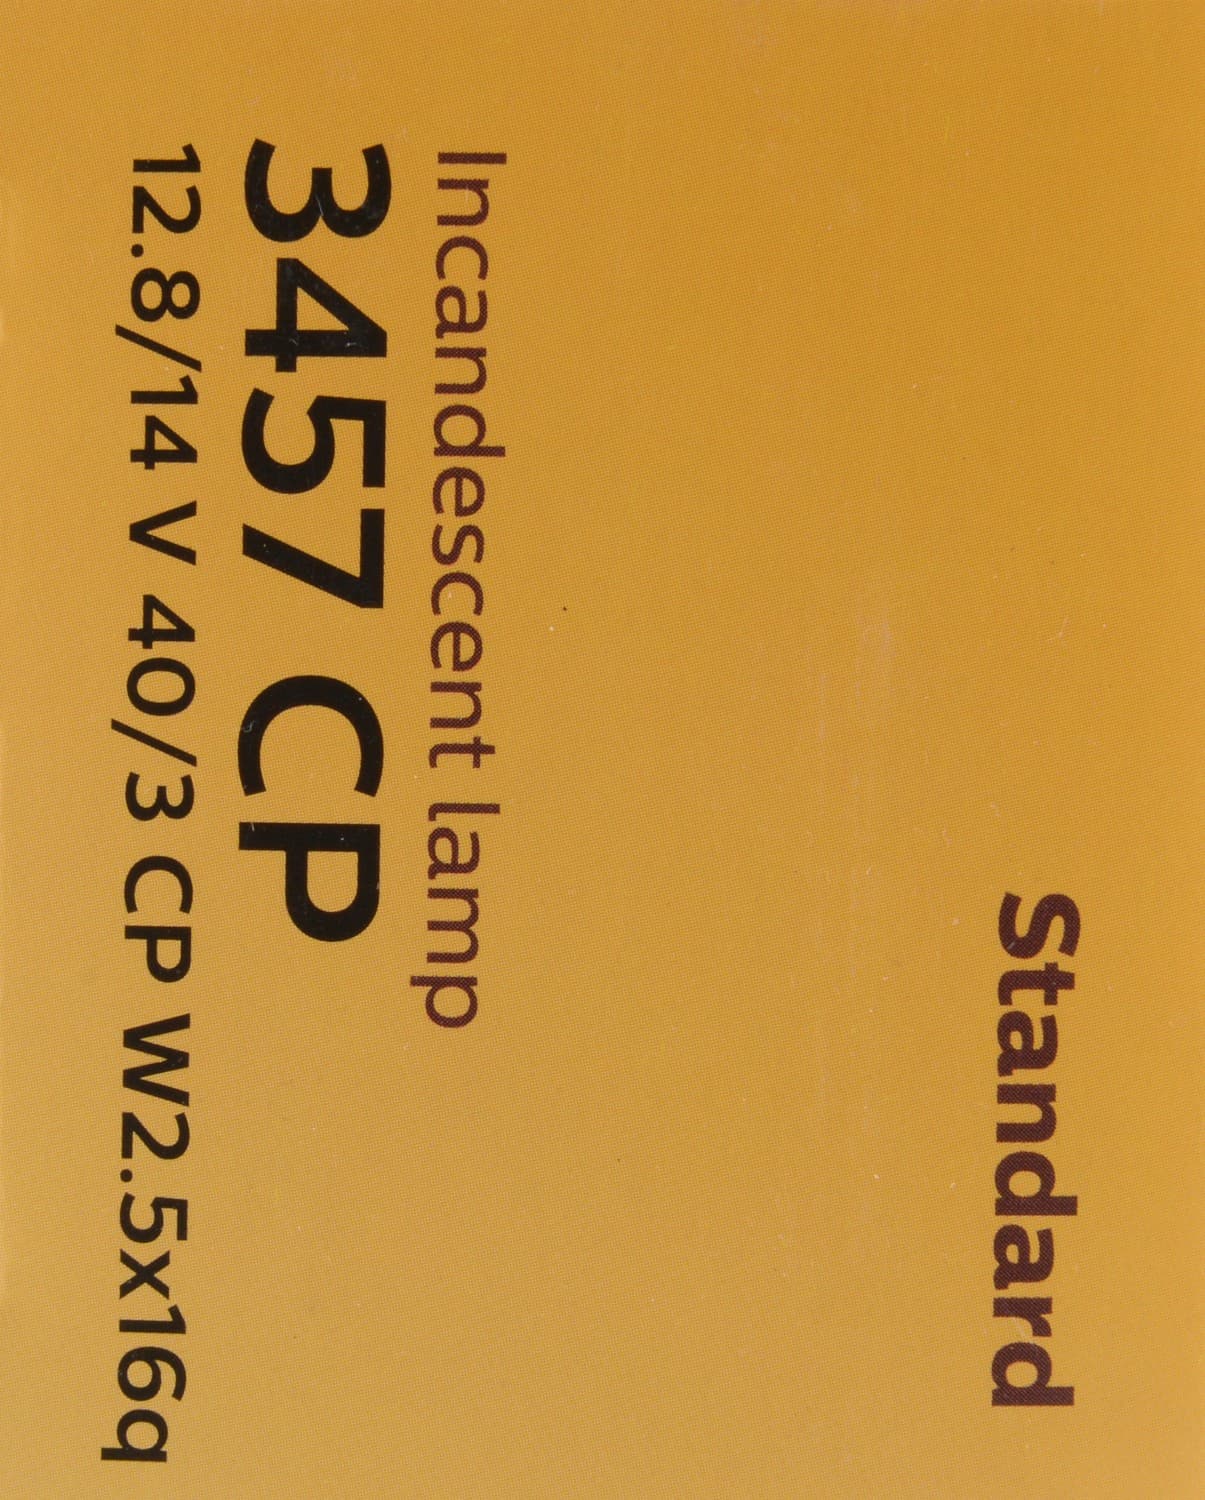 Standard
Incandescent lamp
3457 CP
12.8/14 V 40/3 CP W2.5x16q